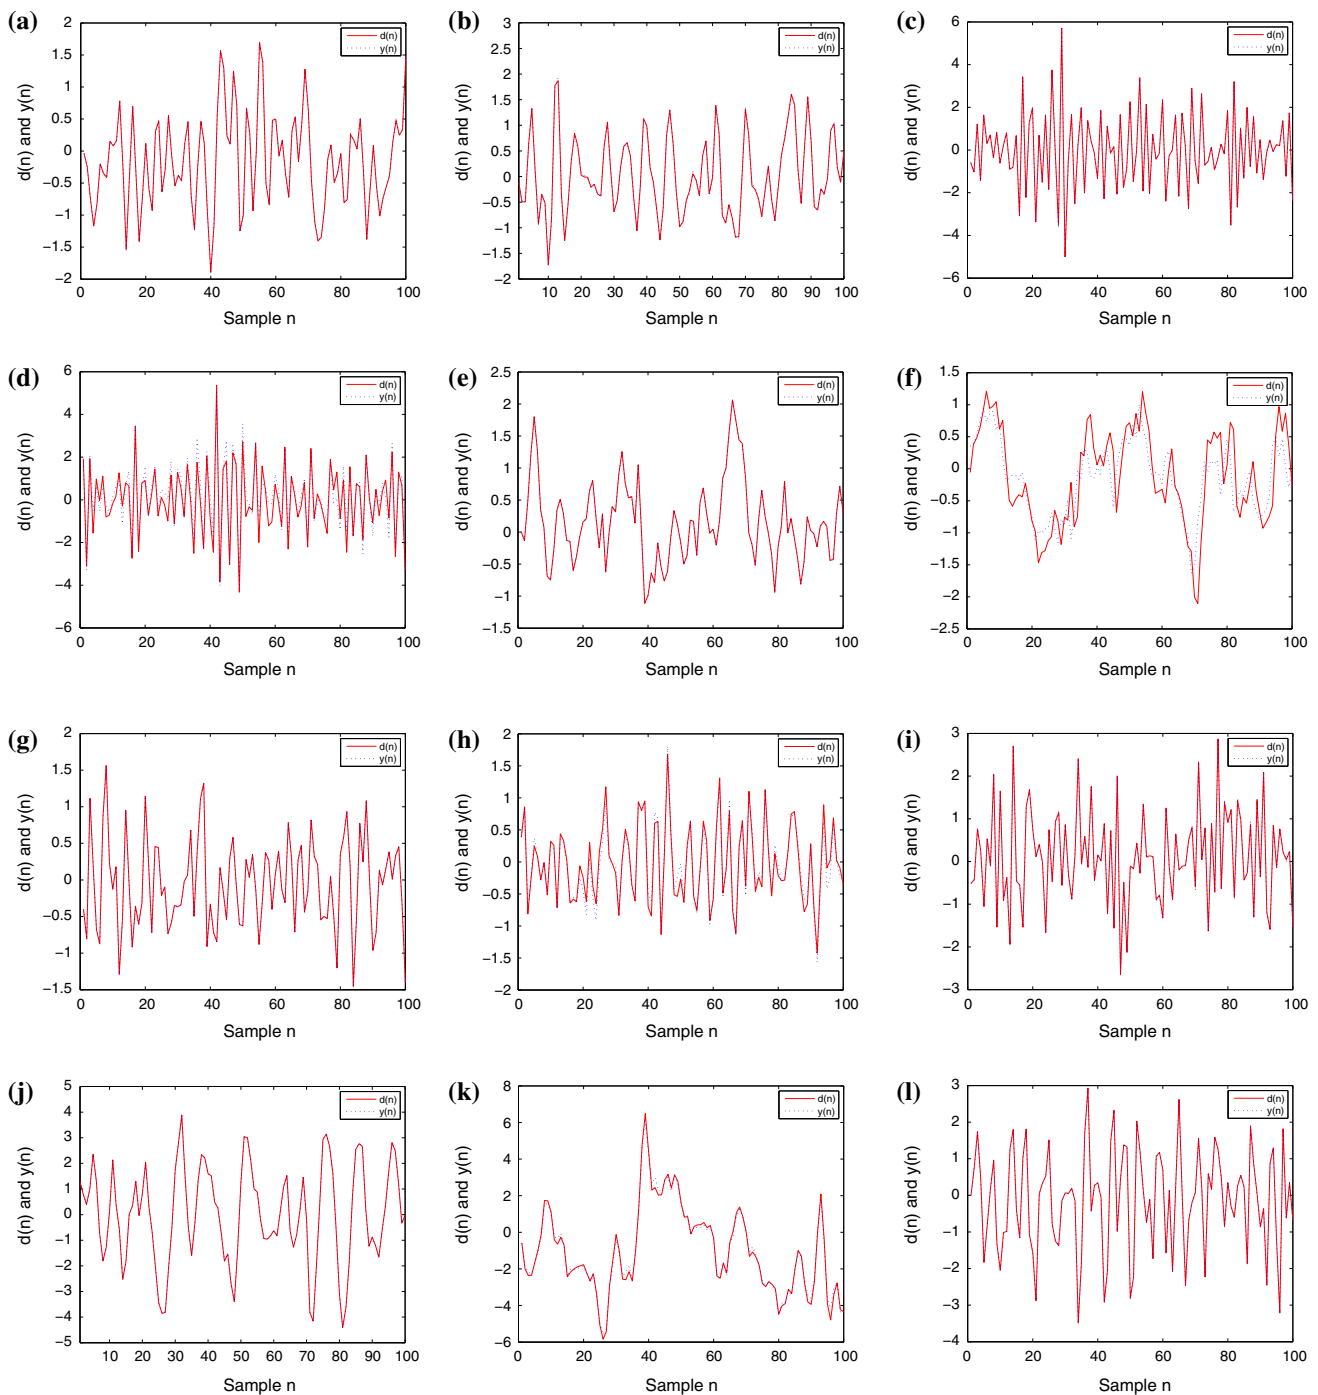 (a)
2
1.5
1
0.5
0
−0.5
−1
−1.5
−2
0 20 40 60 80 100
d(n) and y(n)
Sample n
d(n)
y(n)
(b)
3
2.5
2
1.5
1
0.5
0
−0.5
−1
−1.5
−2
10 20 30 40 50 60 70 80 90 100
d(n) and y(n)
Sample n
d(n)
y(n)
(c)
6
4
2
0
−2
−4
−6
0 20 40 60 80 100
d(n) and y(n)
Sample n
d(n)
y(n)
(d)
6
4
2
0
−2
−4
−6
0 20 40 60 80 100
d(n) and y(n)
Sample n
d(n)
y(n)
(e)
2.5
2
1.5
1
0.5
0
−0.5
−1
−1.5
0 20 40 60 80 100
d(n) and y(n)
Sample n
d(n)
y(n)
(f)
1.5
1
0.5
0
−0.5
−1
−1.5
−2
−2.5
0 20 40 60 80 100
d(n) and y(n)
Sample n
d(n)
y(n)
(g)
2
1.5
1
0.5
0
−0.5
−1
−1.5
0 20 40 60 80 100
d(n) and y(n)
Sample n
d(n)
y(n)
(h)
2
1.5
1
0.5
0
−0.5
−1
−1.5
−2
0 20 40 60 80 100
d(n) and y(n)
Sample n
d(n)
y(n)
(i)
3
2
1
0
−1
−2
−3
0 20 40 60 80 100
d(n) and y(n)
Sample n
d(n)
y(n)
(j)
5
4
3
2
1
0
−1
−2
−3
−4
−5
10 20 30 40 50 60 70 80 90 100
d(n) and y(n)
Sample n
d(n)
y(n)
(k)
8
6
4
2
0
−2
−4
−6
0 20 40 60 80 100
d(n) and y(n)
Sample n
d(n)
y(n)
(l)
3
2
1
0
−1
−2
−3
−4
0 20 40 60 80 100
d(n) and y(n)
Sample n
d(n)
y(n)